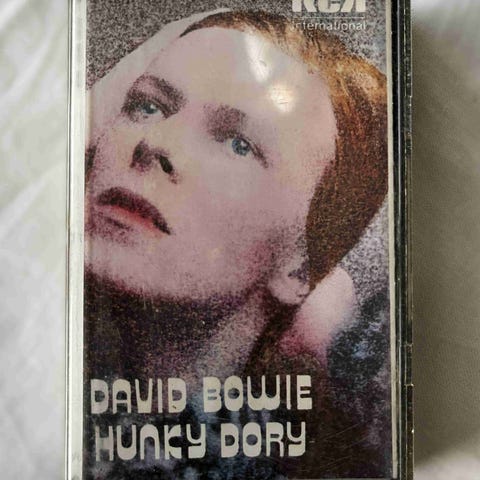 RCA
International
DAVID BOWIE
HUNKY DORY